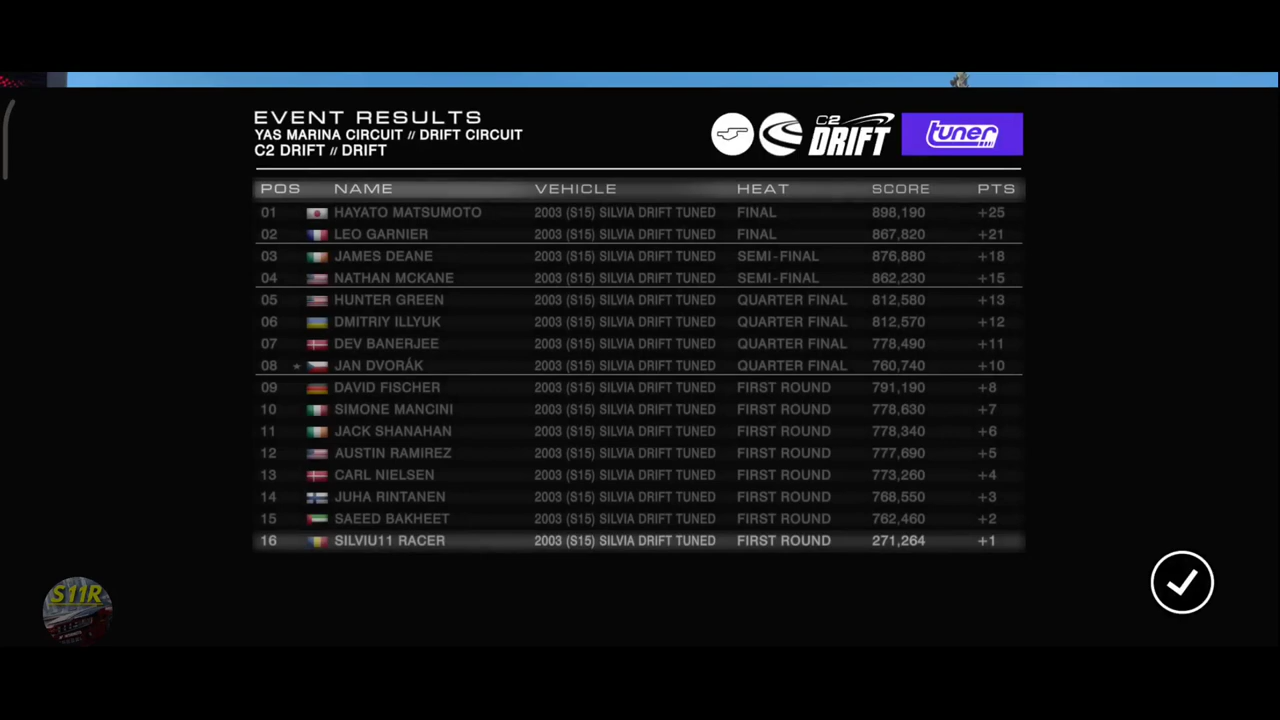 EVENT RESULTS
YAS MARINA CIRCUIT // DRIFT CIRCUIT
C2 DRIFT // DRIFT
C2 DRIFT
tuner
POS NAME VEHICLE HEAT SCORE PTS
01 HAYATO MATSUMOTO 2003 (S15) SILVIA DRIFT TUNED FINAL 898,190 +25
02 LEO GARNIER 2003 (S15) SILVIA DRIFT TUNED FINAL 867,820 +21
03 JAMES DEANE 2003 (S15) SILVIA DRIFT TUNED SEMI-FINAL 876,880 +18
04 NATHAN MCKANE 2003 (S15) SILVIA DRIFT TUNED SEMI-FINAL 862,230 +15
05 HUNTER GREEN 2003 (S15) SILVIA DRIFT TUNED QUARTER FINAL 812,580 +13
06 DMITRIY ILLYUK 2003 (S15) SILVIA DRIFT TUNED QUARTER FINAL 812,570 +12
07 DEV BANERJEE 2003 (S15) SILVIA DRIFT TUNED QUARTER FINAL 778,490 +11
08 ★ JAN DVORÁK 2003 (S15) SILVIA DRIFT TUNED QUARTER FINAL 760,740 +10
09 DAVID FISCHER 2003 (S15) SILVIA DRIFT TUNED FIRST ROUND 791,190 +8
10 SIMONE MANCINI 2003 (S15) SILVIA DRIFT TUNED FIRST ROUND 778,630 +7
11 JACK SHANAHAN 2003 (S15) SILVIA DRIFT TUNED FIRST ROUND 778,340 +6
12 AUSTIN RAMIREZ 2003 (S15) SILVIA DRIFT TUNED FIRST ROUND 777,690 +5
13 CARL NIELSEN 2003 (S15) SILVIA DRIFT TUNED FIRST ROUND 773,260 +4
14 JUHA RINTANEN 2003 (S15) SILVIA DRIFT TUNED FIRST ROUND 768,550 +3
15 SAEED BAKHEET 2003 (S15) SILVIA DRIFT TUNED FIRST ROUND 762,460 +2
16 SILVIU11 RACER 2003 (S15) SILVIA DRIFT TUNED FIRST ROUND 271,264 +1
S11R